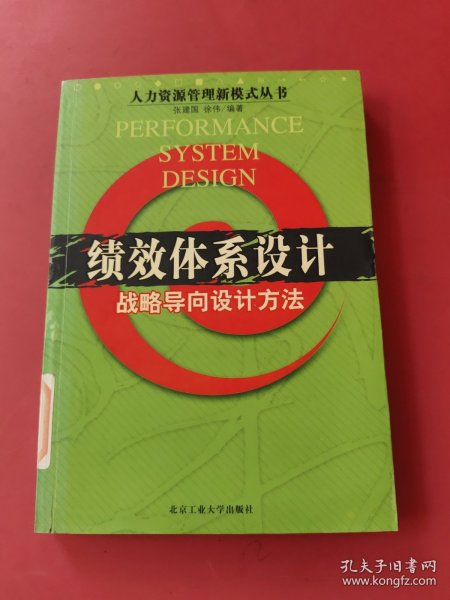 人力资源管理新模式丛书
张建国 徐伟/编著
PERFORMANCE
SYSTEM
DESIGN
绩效体系设计
战略导向设计方法
北京工业大学出版社
孔夫子旧书网
www.kongfz.com